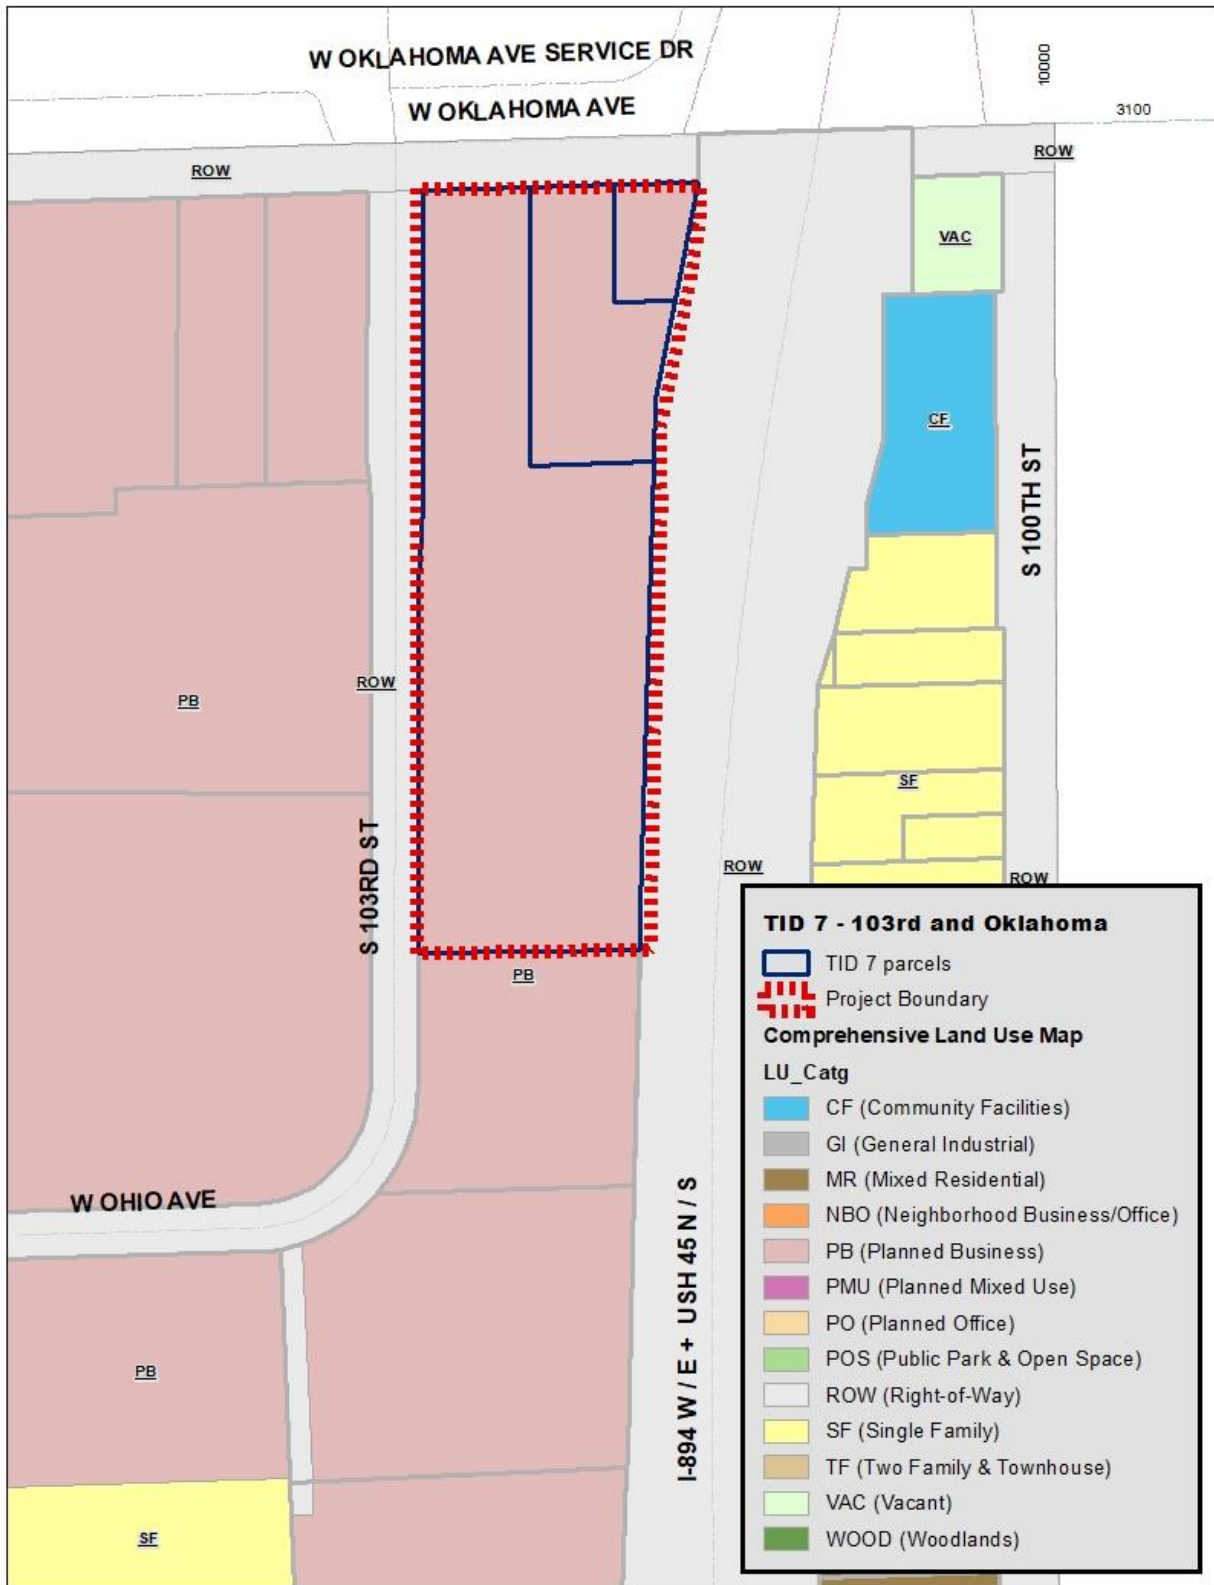 W OKLAHOMA AVE SERVICE DR
10000
W OKLAHOMA AVE
3100
ROW
ROW
VAC
CF
S 100TH ST
ROW
PB
SF
S 103RD ST
ROW
ROW
PB
W OHIO AVE
I-894 W / E + USH 45 N / S
PB
SF
TID 7 - 103rd and Oklahoma
TID 7 parcels
Project Boundary
Comprehensive Land Use Map
LU_Catg
CF (Community Facilities)
GI (General Industrial)
MR (Mixed Residential)
NBO (Neighborhood Business/Office)
PB (Planned Business)
PMU (Planned Mixed Use)
PO (Planned Office)
POS (Public Park & Open Space)
ROW (Right-of-Way)
SF (Single Family)
TF (Two Family & Townhouse)
VAC (Vacant)
WOOD (Woodlands)